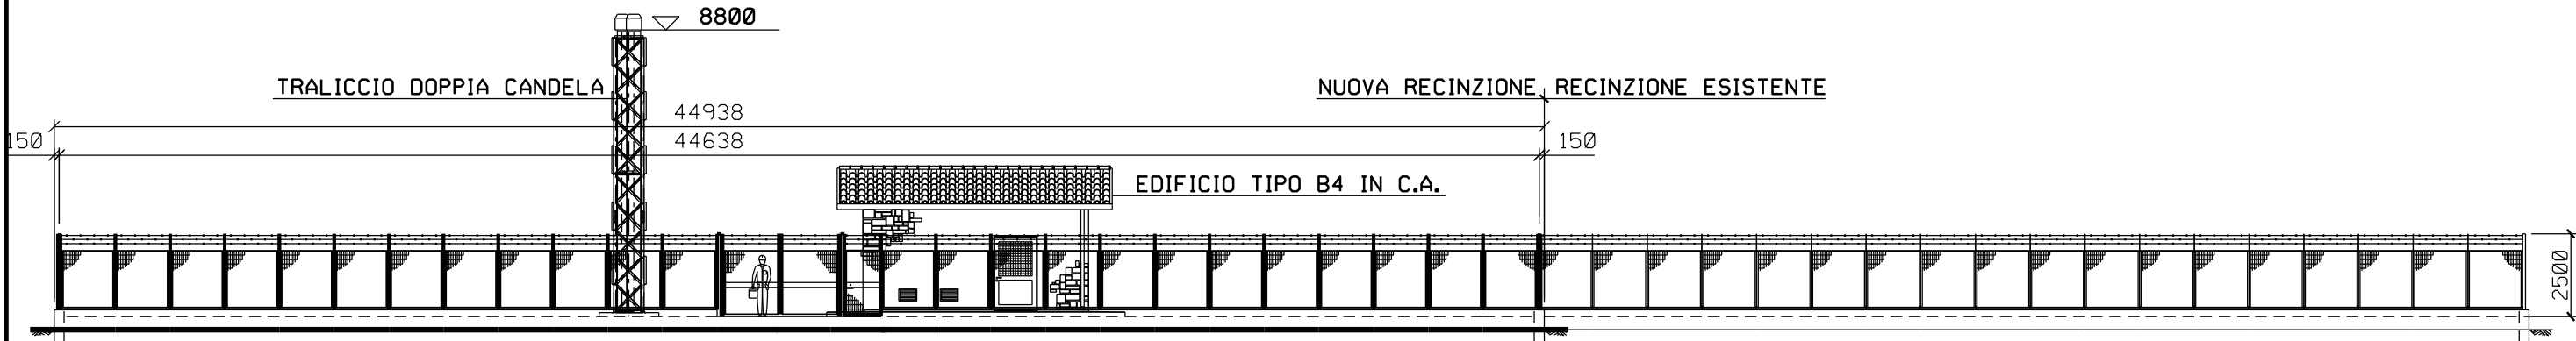 8800
TRALICCIO DOPPIA CANDELA
NUOVA RECINZIONE RECINZIONE ESISTENTE
44938
150 44638 150
EDIFICIO TIPO B4 IN C.A.
2500